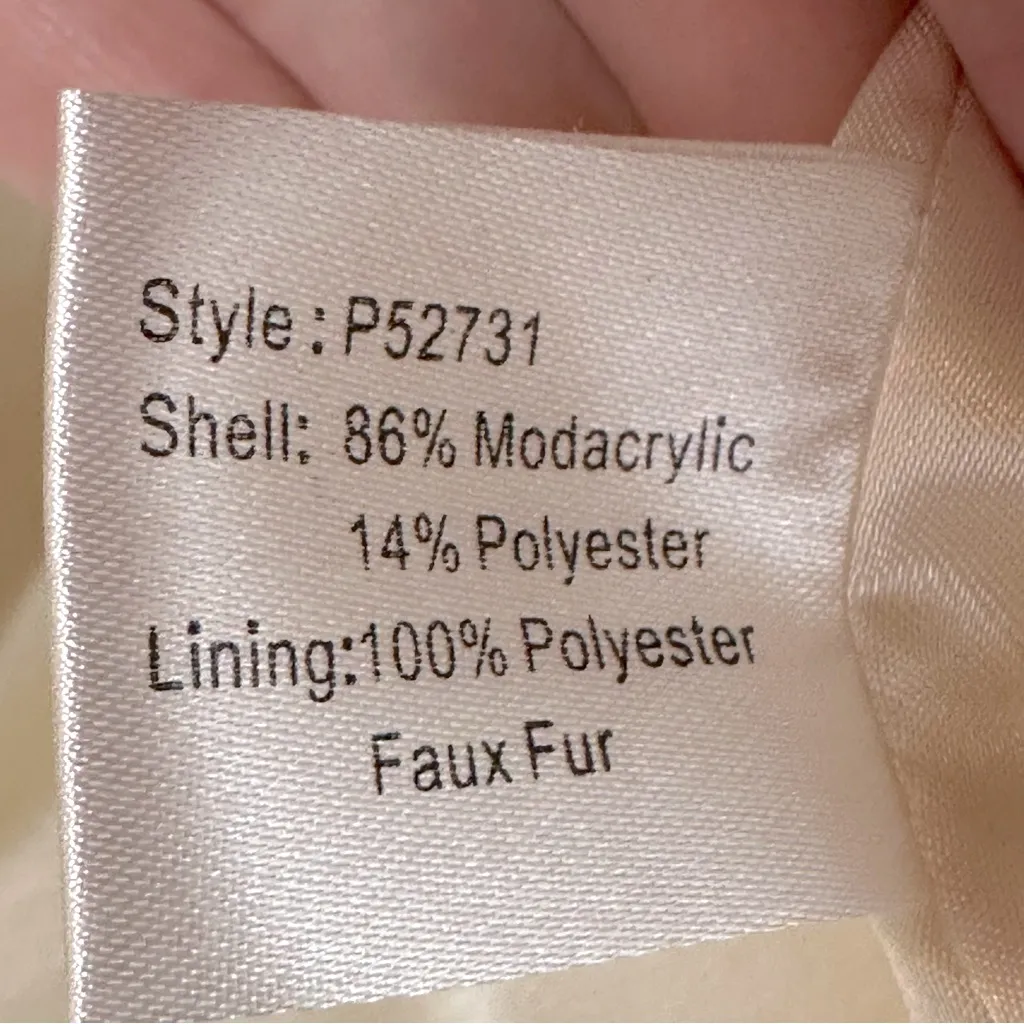 Style: P52731
Shell: 86% Modacrylic
14% Polyester
Lining:100% Polyester
Faux Fur